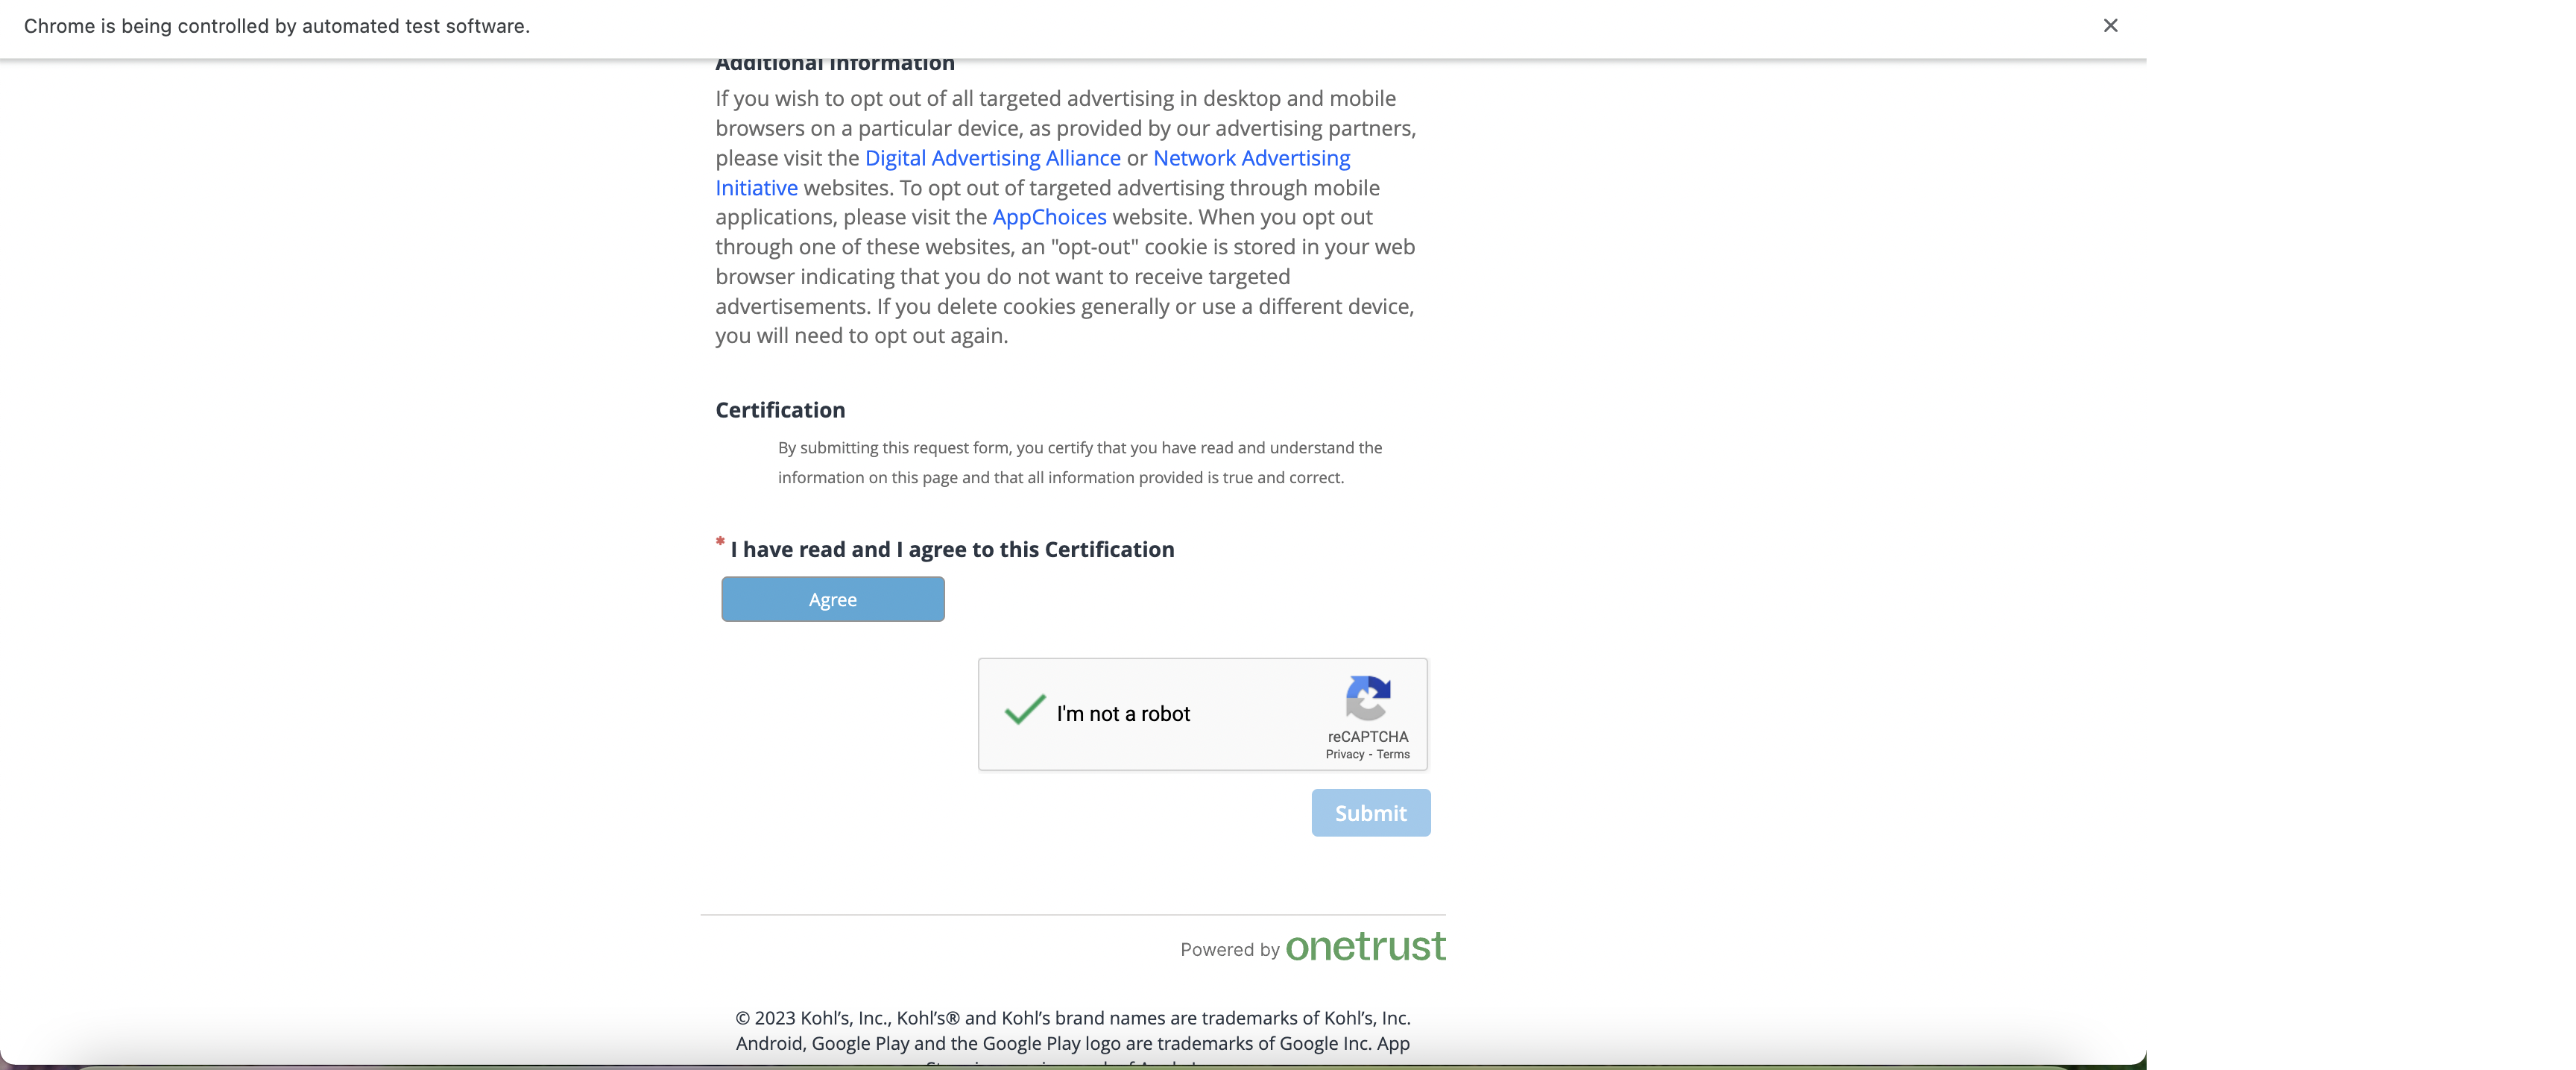 Chrome is being controlled by automated test software.
Additional Information
If you wish to opt out of all targeted advertising in desktop and mobile
browsers on a particular device, as provided by our advertising partners,
please visit the Digital Advertising Alliance or Network Advertising
Initiative websites. To opt out of targeted advertising through mobile
applications, please visit the AppChoices website. When you opt out
through one of these websites, an "opt-out" cookie is stored in your web
browser indicating that you do not want to receive targeted
advertisements. If you delete cookies generally or use a different device,
you will need to opt out again.
Certification
By submitting this request form, you certify that you have read and understand the
information on this page and that all information provided is true and correct.
* I have read and I agree to this Certification
Agree
I'm not a robot
reCAPTCHA
Privacy - Terms
Submit
Powered by onetrust
© 2023 Kohl’s, Inc., Kohl’s® and Kohl’s brand names are trademarks of Kohl’s, Inc.
Android, Google Play and the Google Play logo are trademarks of Google Inc. App